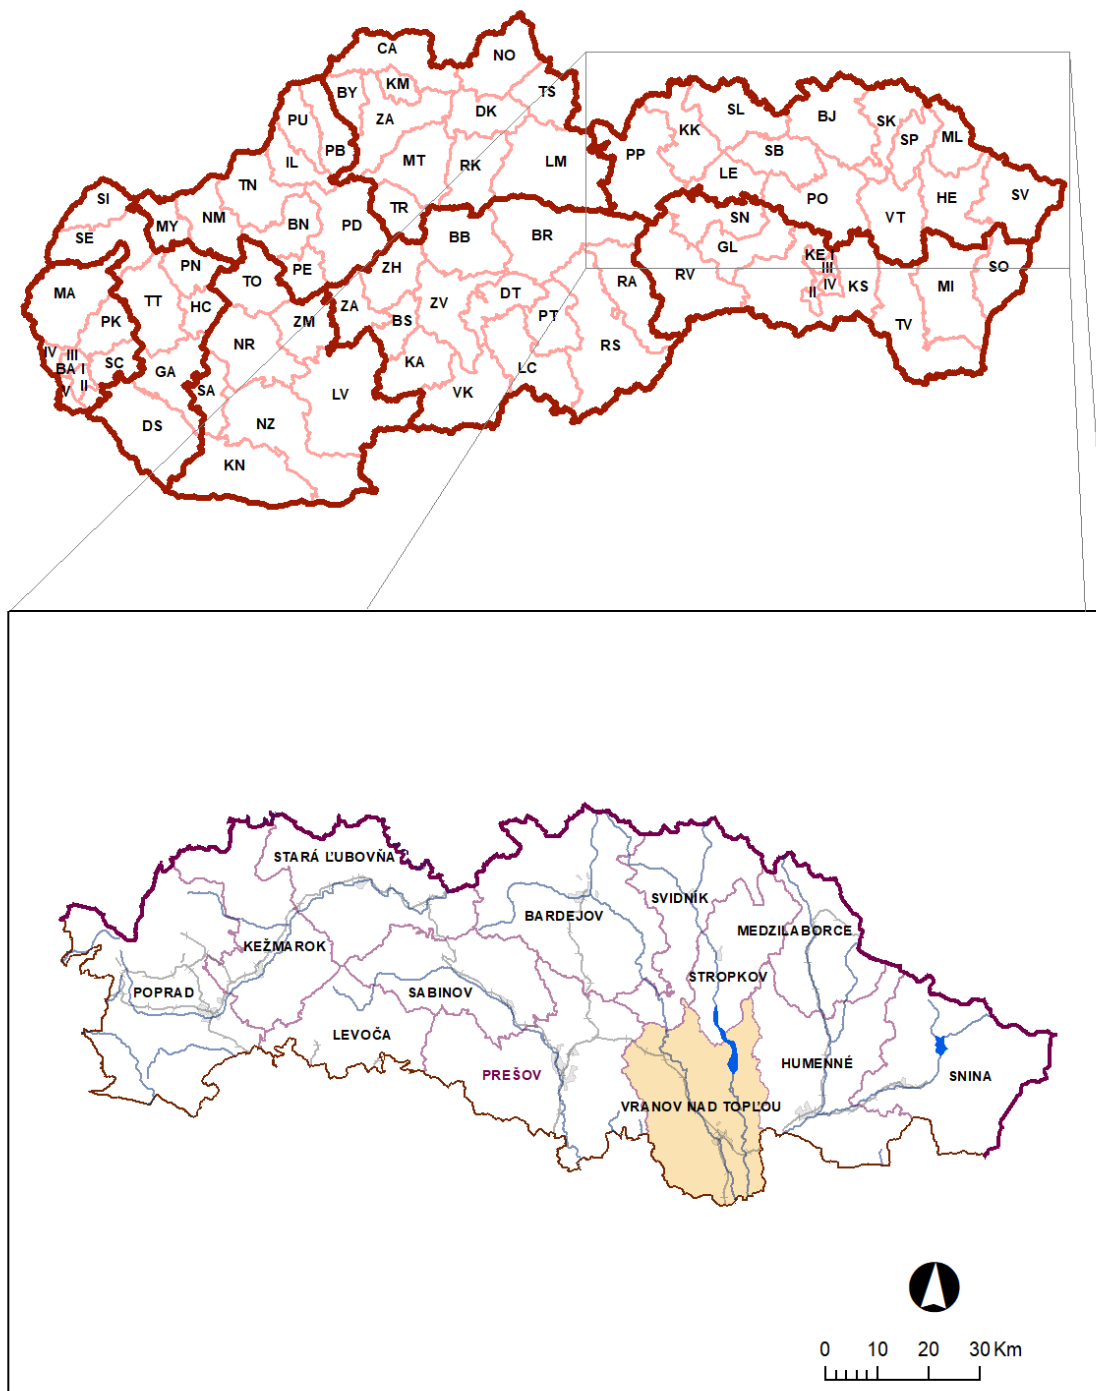 CA
NO
BY
KM
TS
PU
ZA
DK
SL
BJ
SK
KK
SP
ML
PB
IL
MT
RK
LM
PP
SB
LE
TN
SI
TR
PO
HE
SV
MY
NM
BN
PD
VT
SN
SE
BB
BR
GL
PN
ZH
KE
I
III
SO
TO
PE
RV
MA
TT
HC
ZA
ZV
DT
RA
IV
II
KS
MI
PK
ZM
BS
PT
TV
NR
RS
IV
III
BA
I
SC
GA
KA
LC
V
II
SA
LV
VK
DS
NZ
KN
STARÁ ĽUBOVŇA
SVIDNÍK
BARDEJOV
MEDZILABORCE
KEŽMAROK
STROPKOV
POPRAD
SABINOV
LEVOČA
HUMENNÉ
PREŠOV
SNINA
VRANOV NAD TOPĽOU
0 10 20 30 Km